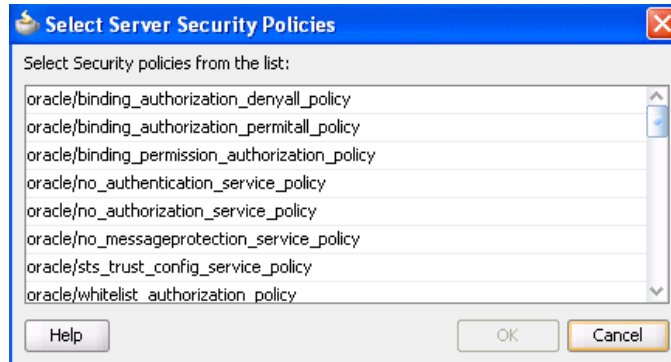 Select Server Security Policies
Select Security policies from the list:
oracle/binding_authorization_denyall_policy
oracle/binding_authorization_permitall_policy
oracle/binding_permission_authorization_policy
oracle/no_authentication_service_policy
oracle/no_authorization_service_policy
oracle/no_messageprotection_service_policy
oracle/sts_trust_config_service_policy
oracle/whitelist_authorization_policy
Help OK Cancel